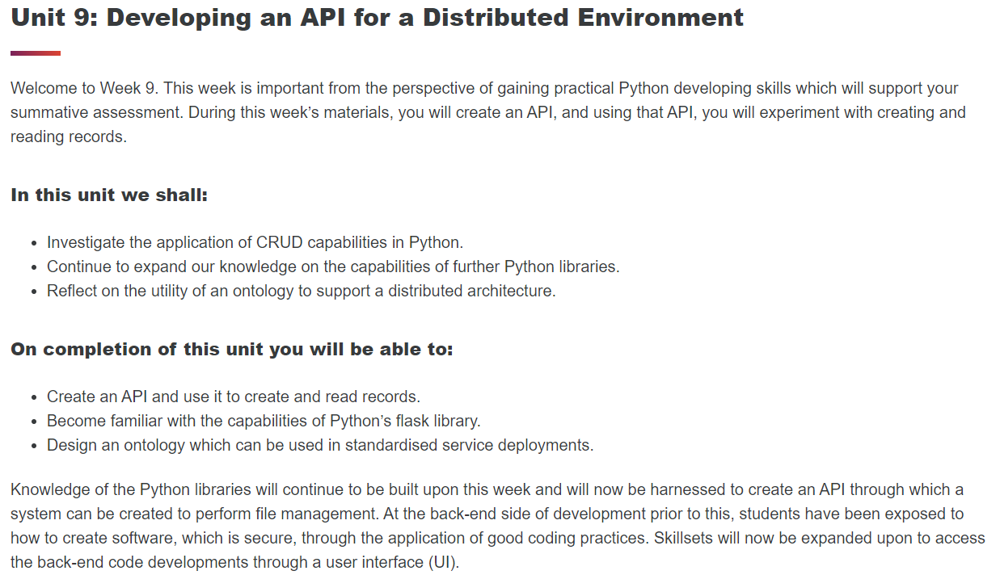 Unit 9: Developing an API for a Distributed Environment
Welcome to Week 9. This week is important from the perspective of gaining practical Python developing skills which will support your
summative assessment. During this week’s materials, you will create an API, and using that API, you will experiment with creating and
reading records.
In this unit we shall:
• Investigate the application of CRUD capabilities in Python.
• Continue to expand our knowledge on the capabilities of further Python libraries.
• Reflect on the utility of an ontology to support a distributed architecture.
On completion of this unit you will be able to:
• Create an API and use it to create and read records.
• Become familiar with the capabilities of Python’s flask library.
• Design an ontology which can be used in standardised service deployments.
Knowledge of the Python libraries will continue to be built upon this week and will now be harnessed to create an API through which a
system can be created to perform file management. At the back-end side of development prior to this, students have been exposed to
how to create software, which is secure, through the application of good coding practices. Skillsets will now be expanded upon to access
the back-end code developments through a user interface (UI).